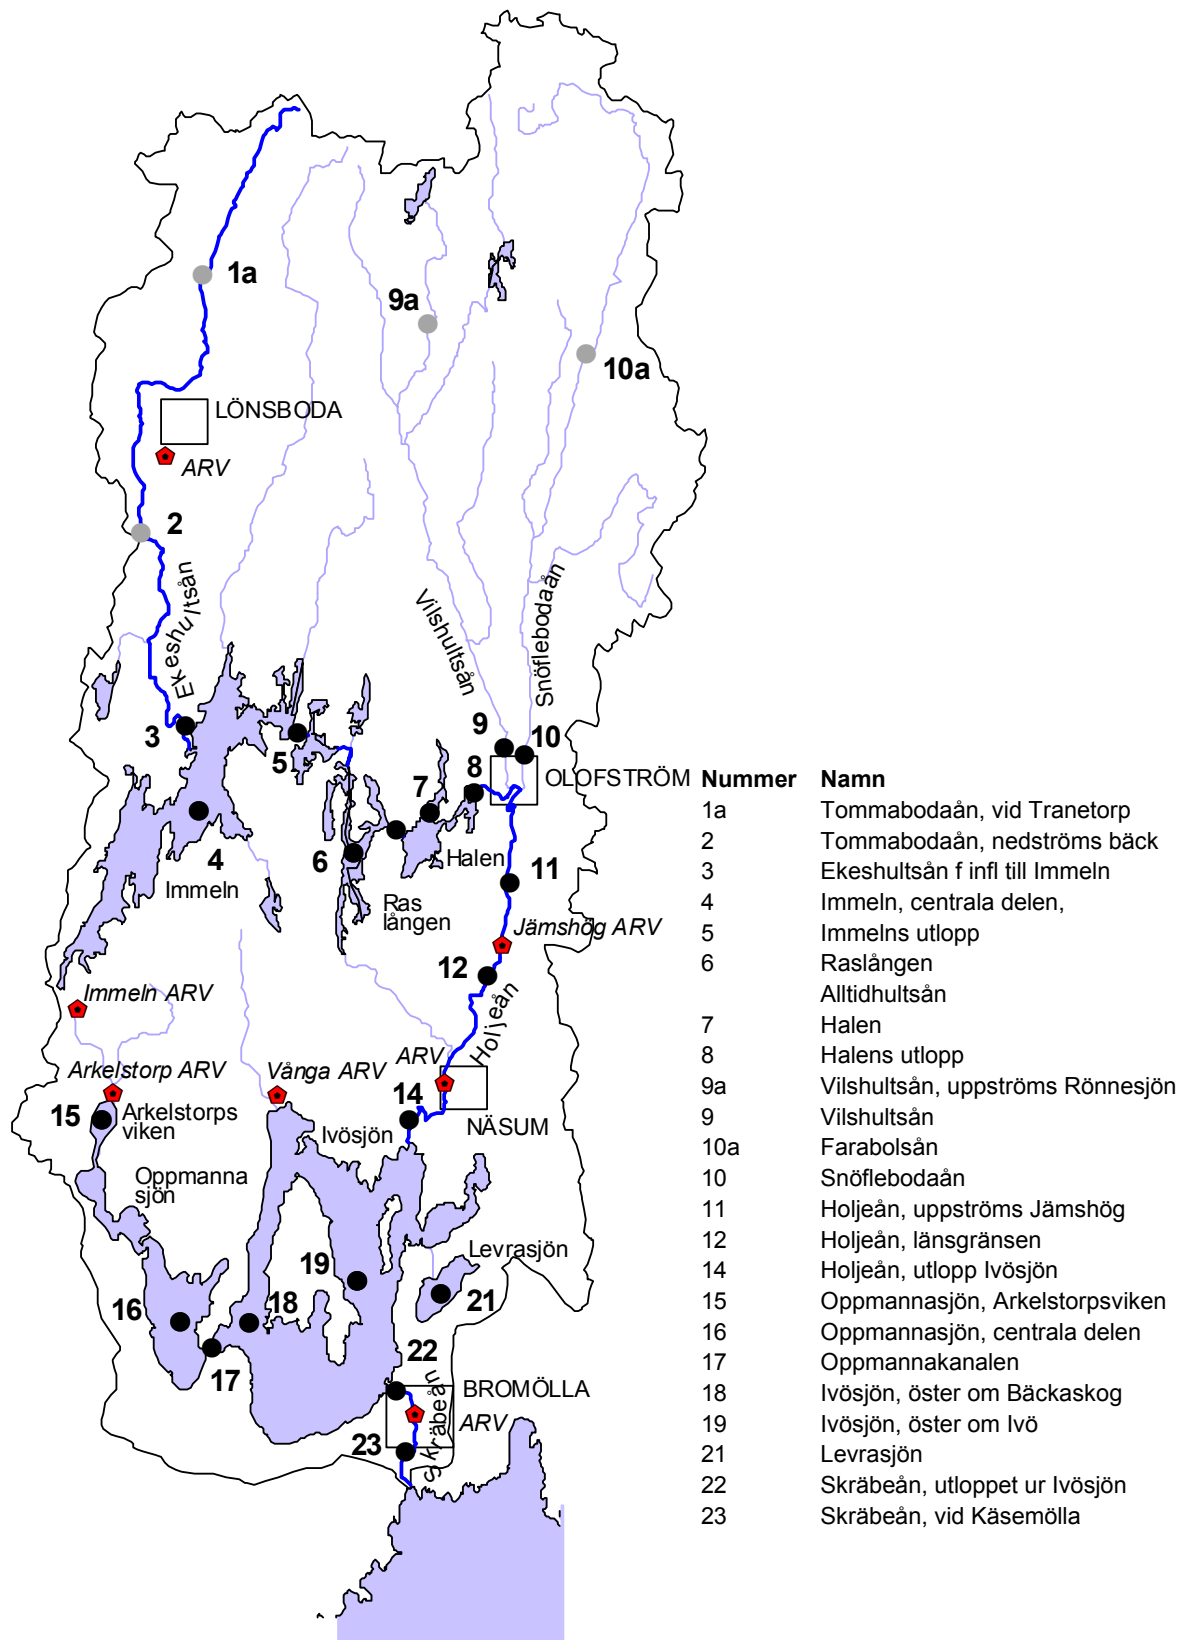 1a
9a
10a
LÖNSBODA
ARV
2
Ekeshultsån
Vilshultsån
Snöflebodaån
3
5
9
10
8
7
OLOFSTRÖM
4
6
Halen
Immeln
11
Ras
lången
Jämshög ARV
12
Immeln ARV
Holjeån
ARV
Arkelstorp ARV
Vånga ARV
14
15
Arkelstorps
viken
Ivösjön
NÄSUM
Oppmanna
sjön
Levrasjön
19
21
16
18
22
17
BROMÖLLA
ARV
Skräbeån
23
Nummer Namn
1a Tommabodaån, vid Tranetorp
2 Tommabodaån, nedströms bäck
3 Ekeshultsån f infl till Immeln
4 Immeln, centrala delen,
5 Immelns utlopp
6 Raslången
Alltidhultsån
7 Halen
8 Halens utlopp
9a Vilshultsån, uppströms Rönnesjön
9 Vilshultsån
10a Farabolsån
10 Snöflebodaån
11 Holjeån, uppströms Jämshög
12 Holjeån, länsgränsen
14 Holjeån, utlopp Ivösjön
15 Oppmannasjön, Arkelstorpsviken
16 Oppmannasjön, centrala delen
17 Oppmannakanalen
18 Ivösjön, öster om Bäckaskog
19 Ivösjön, öster om Ivö
21 Levrasjön
22 Skräbeån, utloppet ur Ivösjön
23 Skräbeån, vid Käsemölla